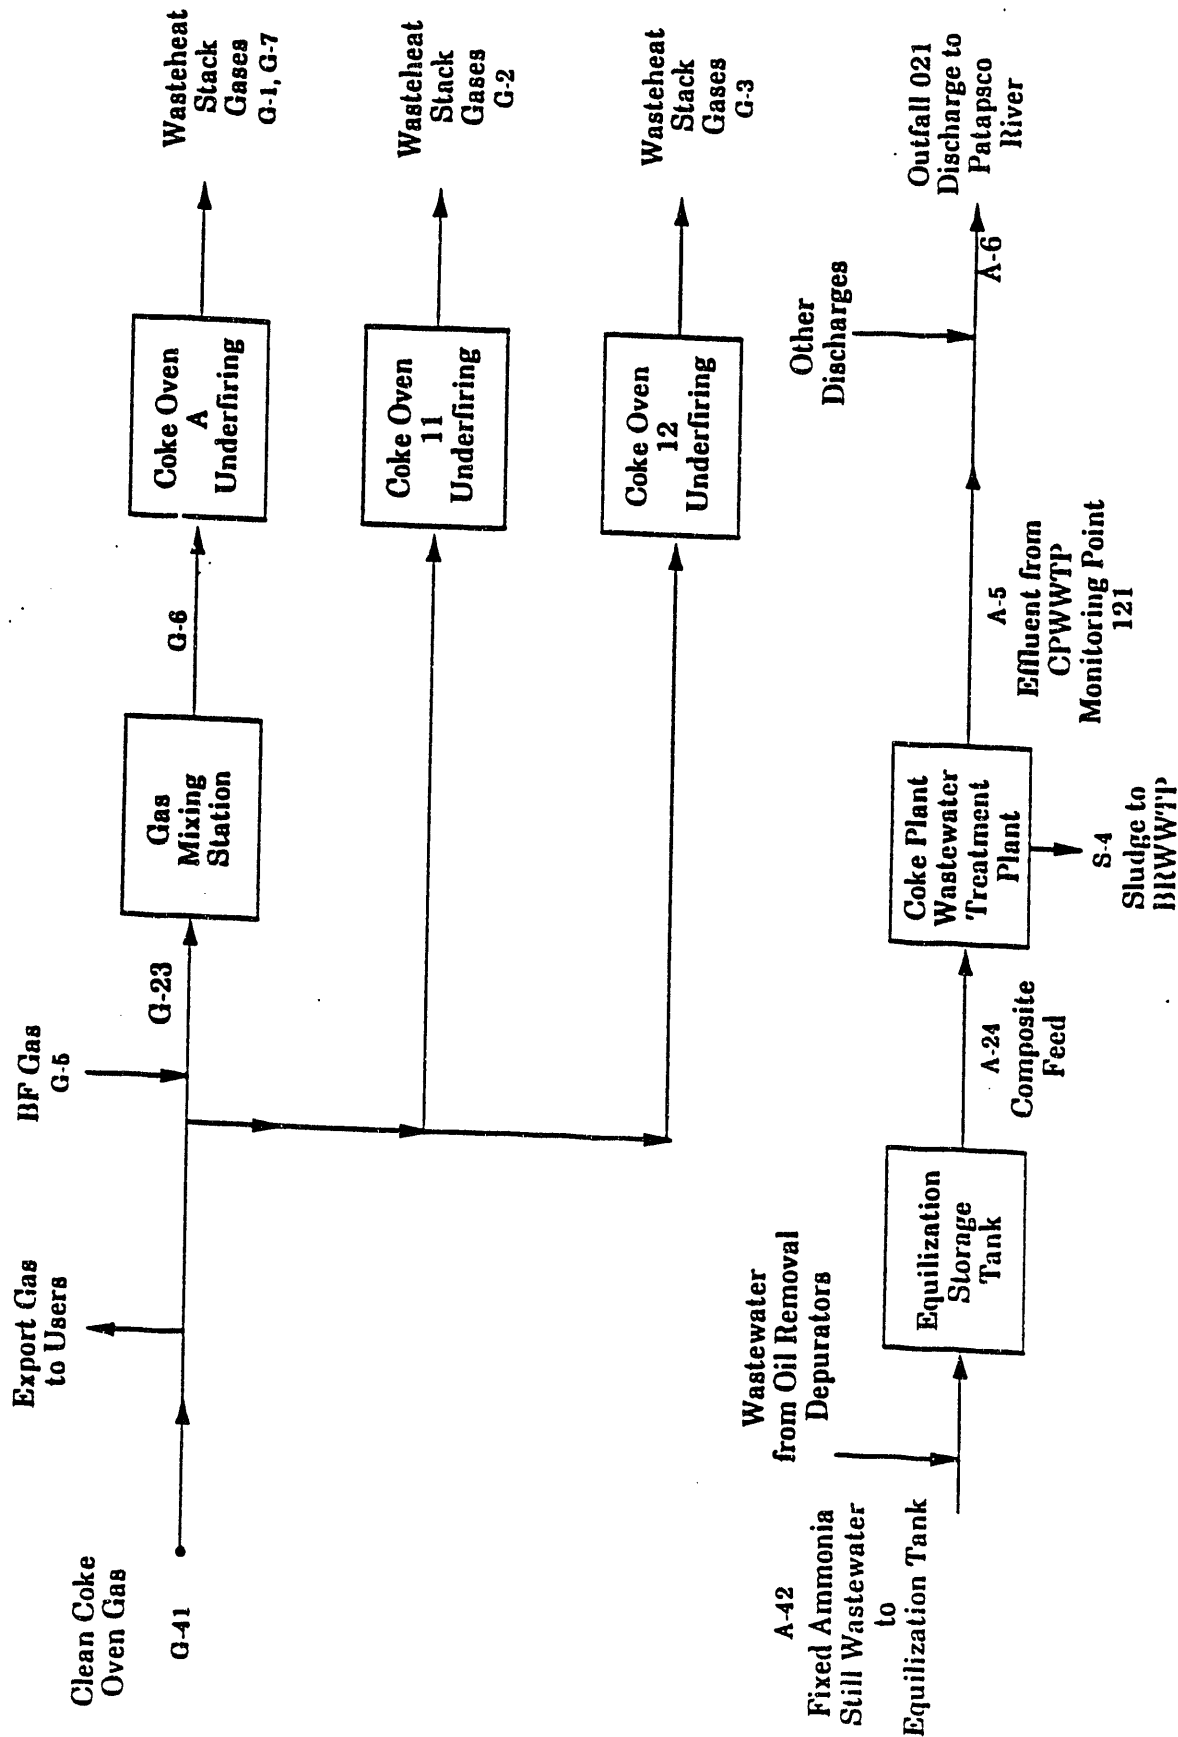 Clean Coke
Oven Gas
G-41
Export Gas
to Users
BF Gas
G-5
G-23
Gas
Mixing
Station
G-6
Coke Oven
A
Underfiring
Wasteheat
Stack
Gases
G-1, G-7
Coke Oven
11
Underfiring
Wasteheat
Stack
Gases
G-2
Coke Oven
12
Underfiring
Wasteheat
Stack
Gases
G-3
A-42
Fixed Ammonia
Still Wastewater
to
Equilization Tank
Wastewater
from Oil Removal
Depurators
Equilization
Storage
Tank
A-24
Composite
Feed
Coke Plant
Wastewater
Treatment
Plant
S-4
Sludge to
BRWWTP
A-5
Effluent from
CPWWTP
Monitoring Point
121
Other
Discharges
A-6
Outfall 021
Discharge to
Patapsco
River